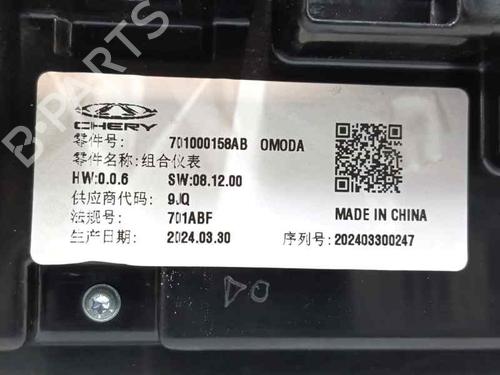 CHERY
零件号: 701000158AB OMODA
零件名称:组合仪表
HW:0.0.6 SW:08.12.00
供应商代码: 9JQ
法规号: 701ABF
生产日期: 2024.03.30
MADE IN CHINA
序列号:202403300247
B-PARTS